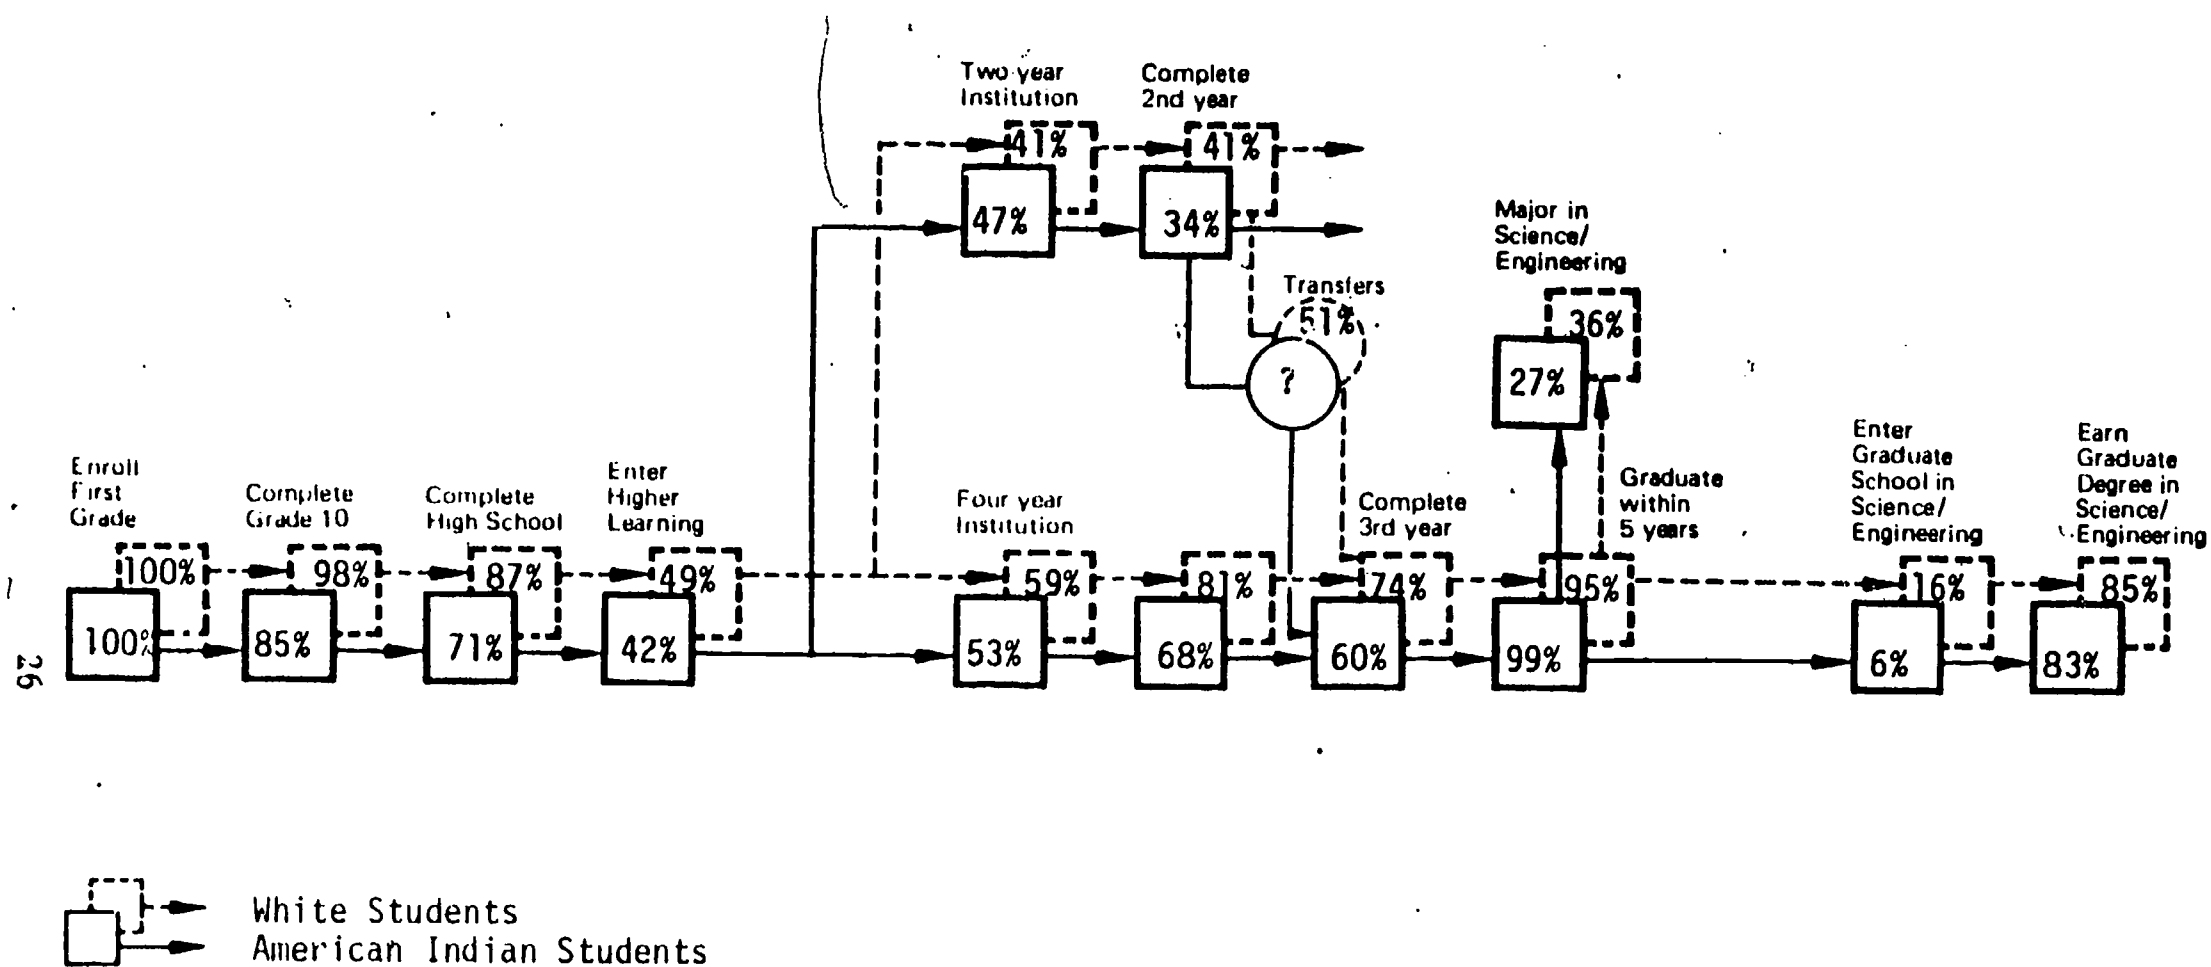 Two year
Institution
41%
47%
Complete
2nd year
41%
34%
Transfers
51%
?
Major in
Science/
Engineering
36%
27%
Enroll
First
Grade
100%
100%
Complete
Grade 10
98%
85%
Complete
High School
87%
71%
Enter
Higher
Learning
49%
42%
Four year
Institution
59%
53%
81%
68%
Complete
3rd year
74%
60%
Graduate
within
5 years
95%
99%
Enter
Graduate
School in
Science/
Engineering
16%
6%
Earn
Graduate
Degree in
Science/
Engineering
85%
83%
26
White Students
American Indian Students